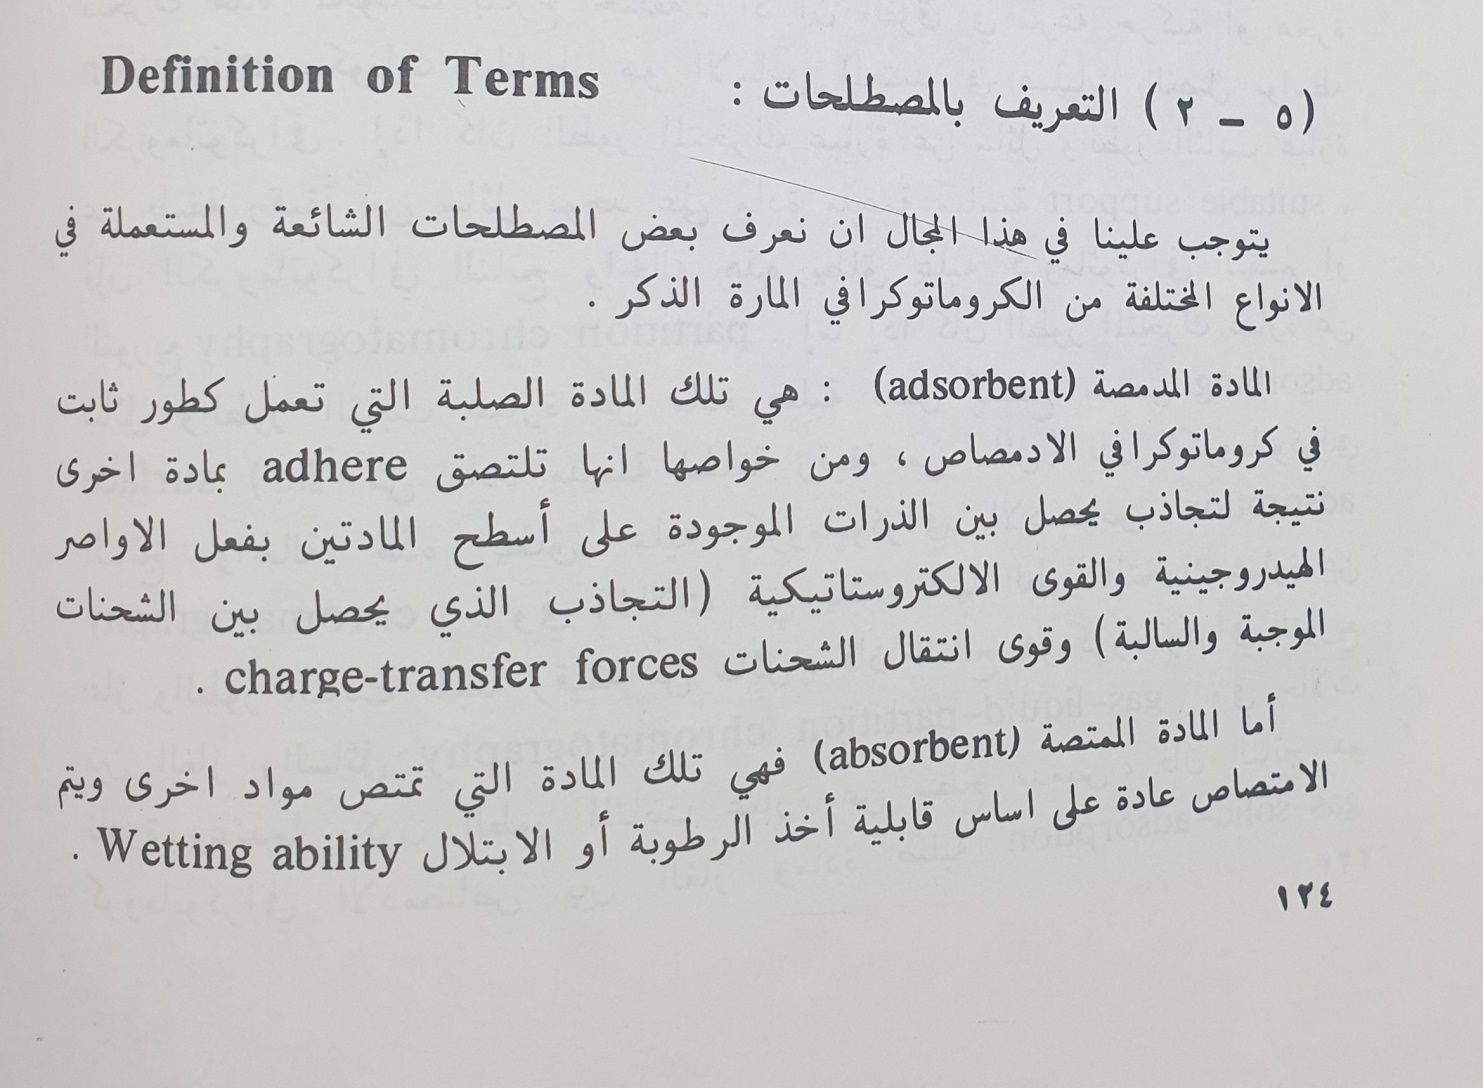 (٥ ـ ٢) التعريف بالمصطلحات : Definition of Terms
يتوجب علينا في هذا المجال ان نعرف بعض المصطلحات الشائعة والمستعملة في
الانواع المختلفة من الكروماتوكرافي المارة الذكر .
المادة المدمصة (adsorbent) : هي تلك المادة الصلبة التي تعمل كطور ثابت
في كروماتوكرافي الادمصاص ، ومن خواصها انها تلتصق adhere بمادة اخرى
نتيجة لتجاذب يحصل بين الذرات الموجودة على أسطح المادتين بفعل الاواصر
الهيدروجينية والقوى الالكتروستاتيكية (التجاذب الذي يحصل بين الشحنات
الموجبة والسالبة) وقوى انتقال الشحنات charge-transfer forces .
أما المادة الممتصة (absorbent) فهي تلك المادة التي تمتص مواد اخرى ويتم
الامتصاص عادة على اساس قابلية أخذ الرطوبة أو الابتلال Wetting ability .
١٢٤